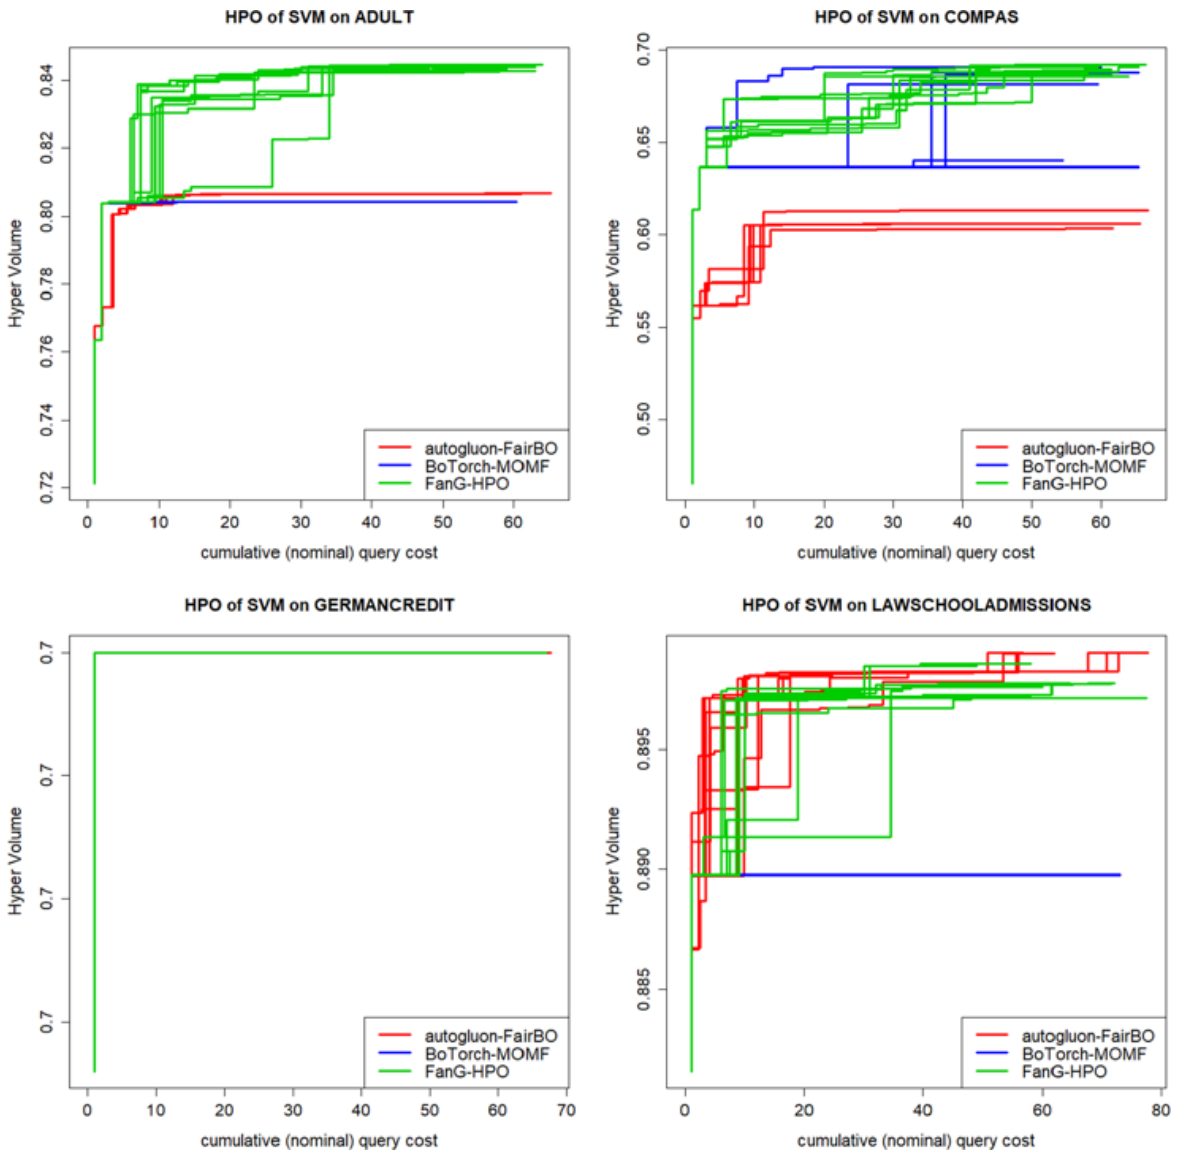 HPO of SVM on ADULT
Hyper Volume
0.84
0.82
0.80
0.78
0.76
0.74
0.72
0 10 20 30 40 50 60
cumulative (nominal) query cost
autogluon-FairBO
BoTorch-MOMF
FanG-HPO
HPO of SVM on COMPAS
Hyper Volume
0.70
0.65
0.60
0.55
0.50
0 10 20 30 40 50 60
cumulative (nominal) query cost
autogluon-FairBO
BoTorch-MOMF
FanG-HPO
HPO of SVM on GERMANCREDIT
Hyper Volume
0.7
0.7
0.7
0.7
0 10 20 30 40 50 60 70
cumulative (nominal) query cost
autogluon-FairBO
BoTorch-MOMF
FanG-HPO
HPO of SVM on LAWSCHOOLADMISSIONS
Hyper Volume
0.895
0.890
0.885
0 20 40 60 80
cumulative (nominal) query cost
autogluon-FairBO
BoTorch-MOMF
FanG-HPO